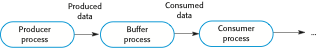 Produced
data
Consumed
data
Producer
process
Buffer
process
Consumer
process
...